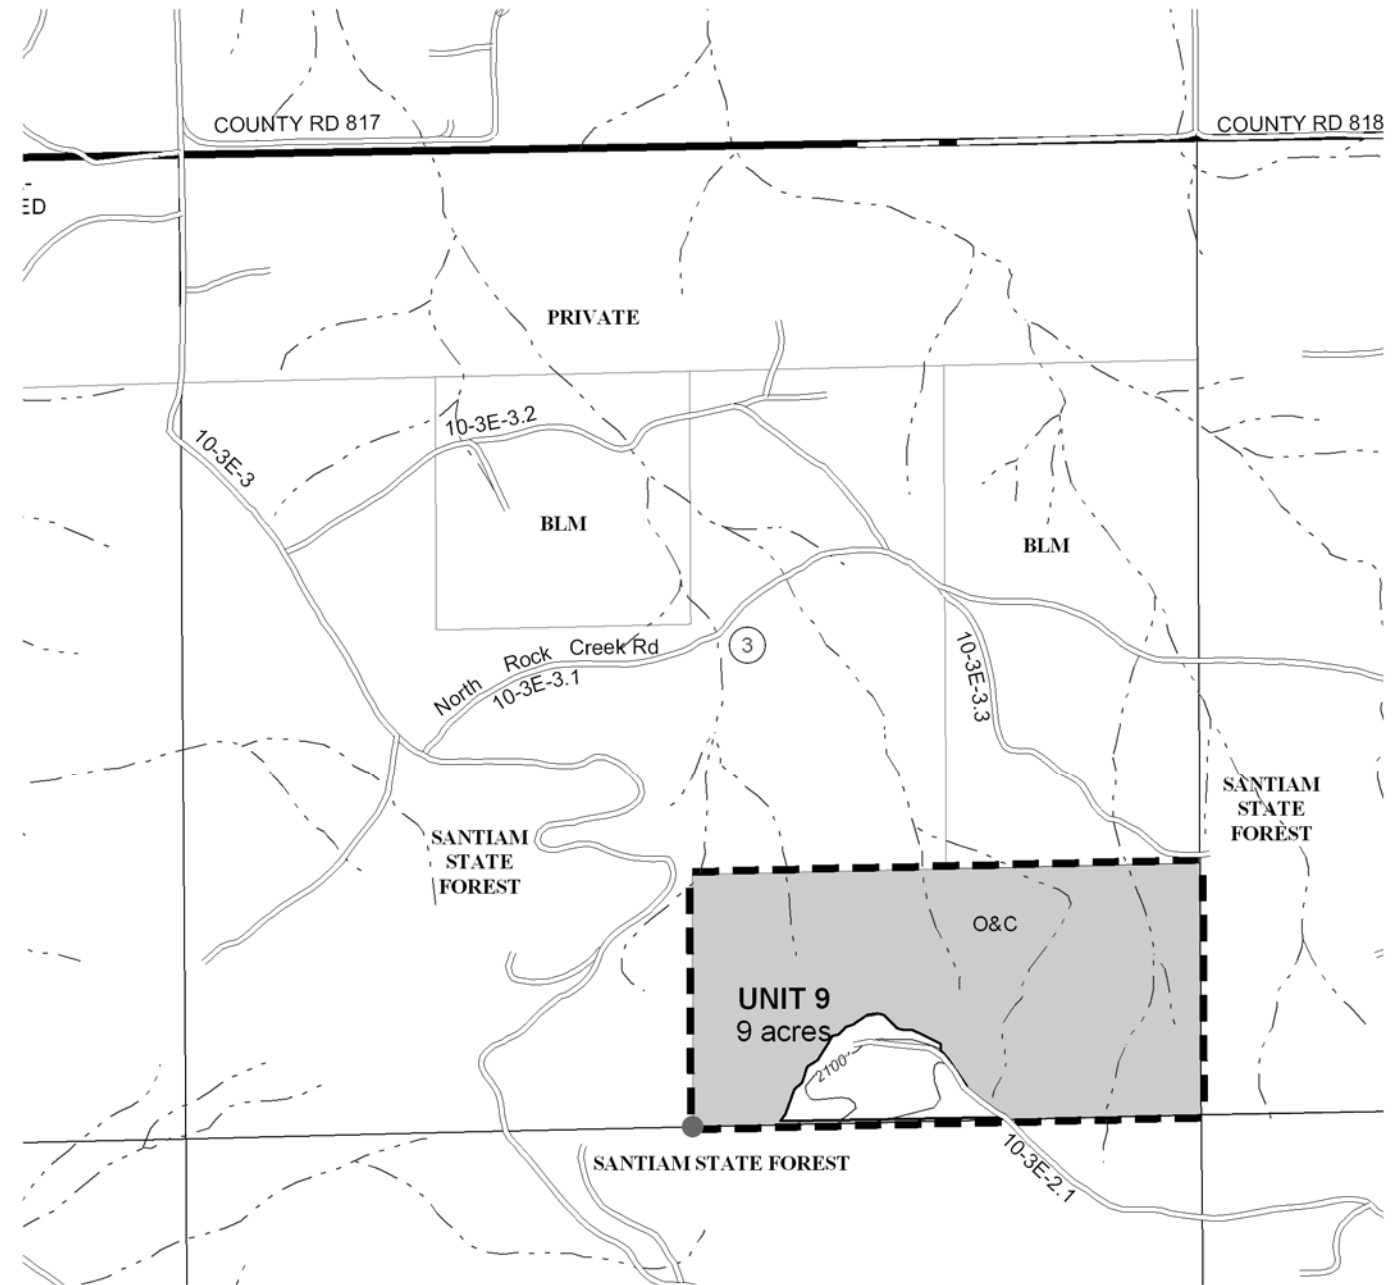 COUNTY RD 817
COUNTY RD 818
ED
PRIVATE
10-3E-3.2
10-3E-3
BLM
BLM
3
North Rock Creek Rd
10-3E-3.1
10-3E-3.3
SANTIAM
STATE
FOREST
SANTIAM
STATE
FOREST
O&C
UNIT 9
9 acres
2100'
10-3E-2.1
SANTIAM STATE FOREST